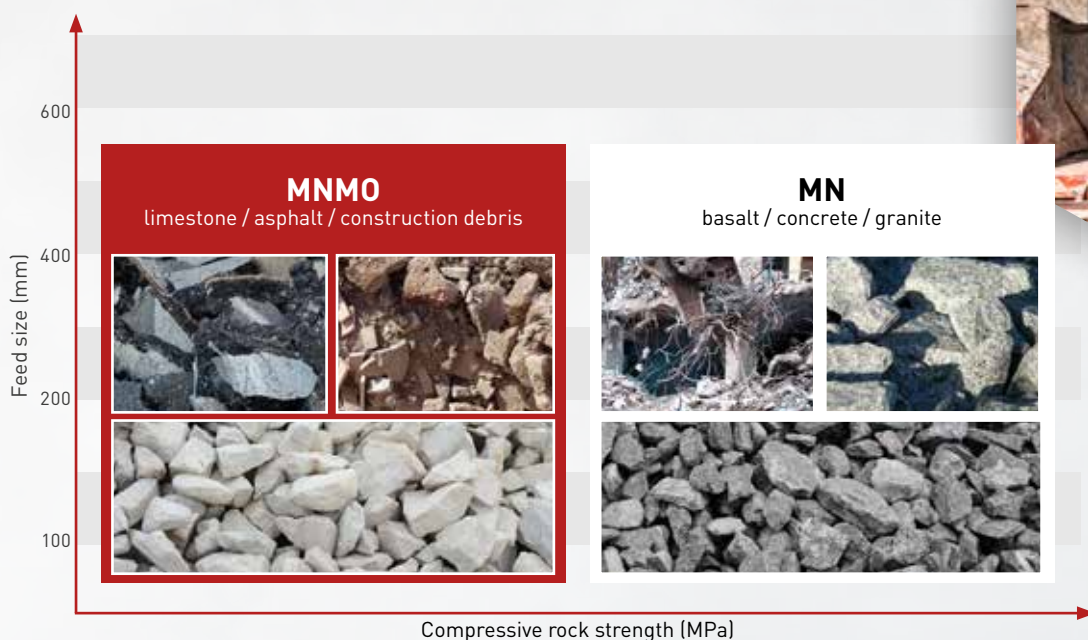 600
400
200
100
Feed size (mm)
MNMO
limestone / asphalt / construction debris
MN
basalt / concrete / granite
Compressive rock strength (MPa)